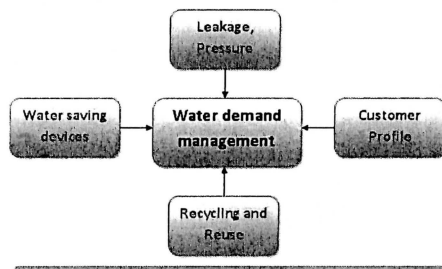 Leakage,
Pressure
Water saving
devices
Water demand
management
Customer
Profile
Recycling and
Reuse